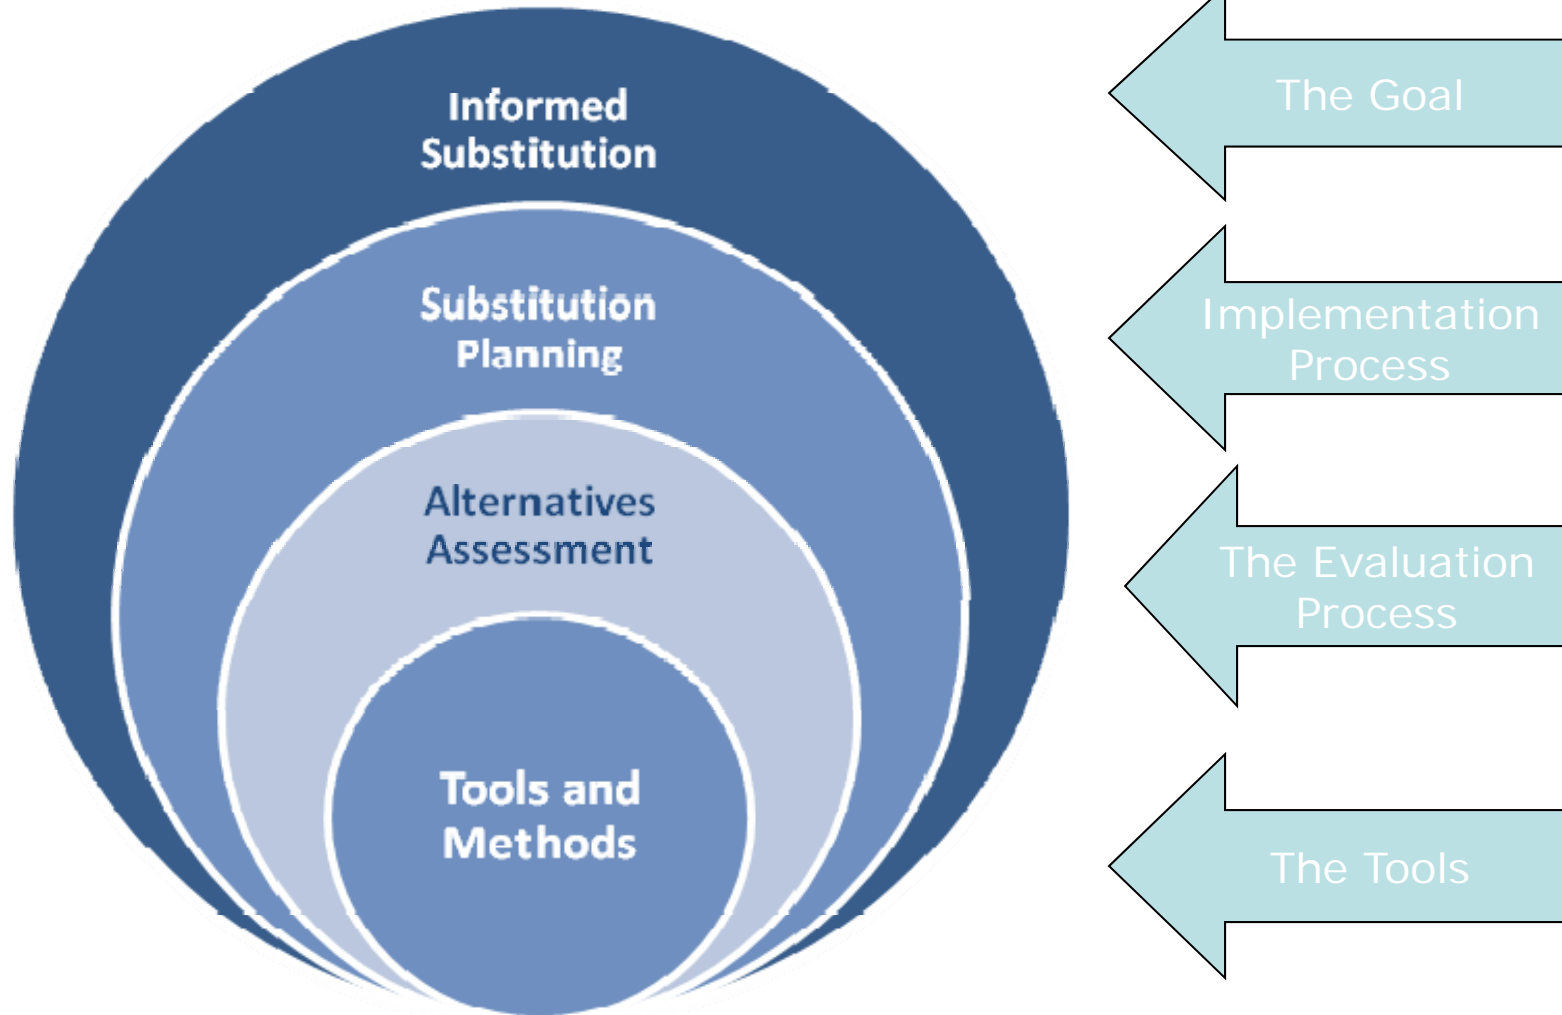 Informed
Substitution
The Goal
Substitution
Planning
Implementation
Process
Alternatives
Assessment
The Evaluation
Process
Tools and
Methods
The Tools